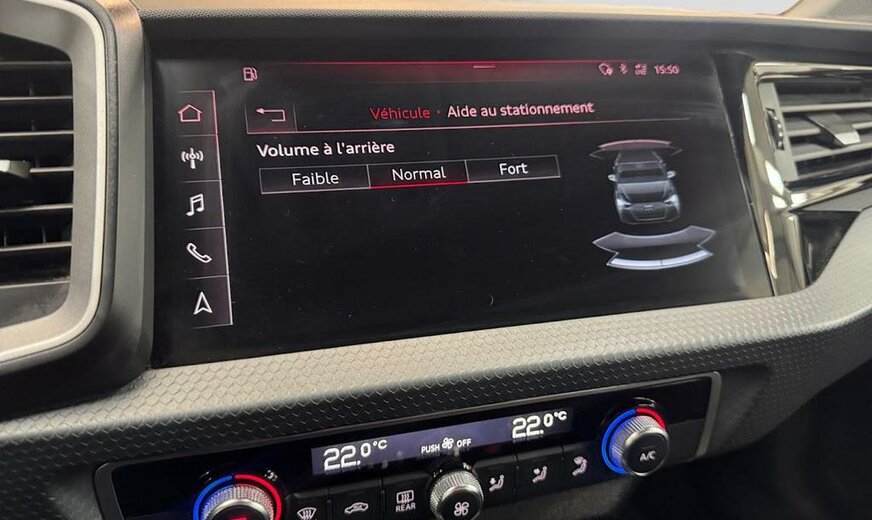 15:50
Véhicule · Aide au stationnement
Volume à l'arrière
Faible Normal Fort
22.0°C PUSH OFF 22.0°C
REAR
A/C